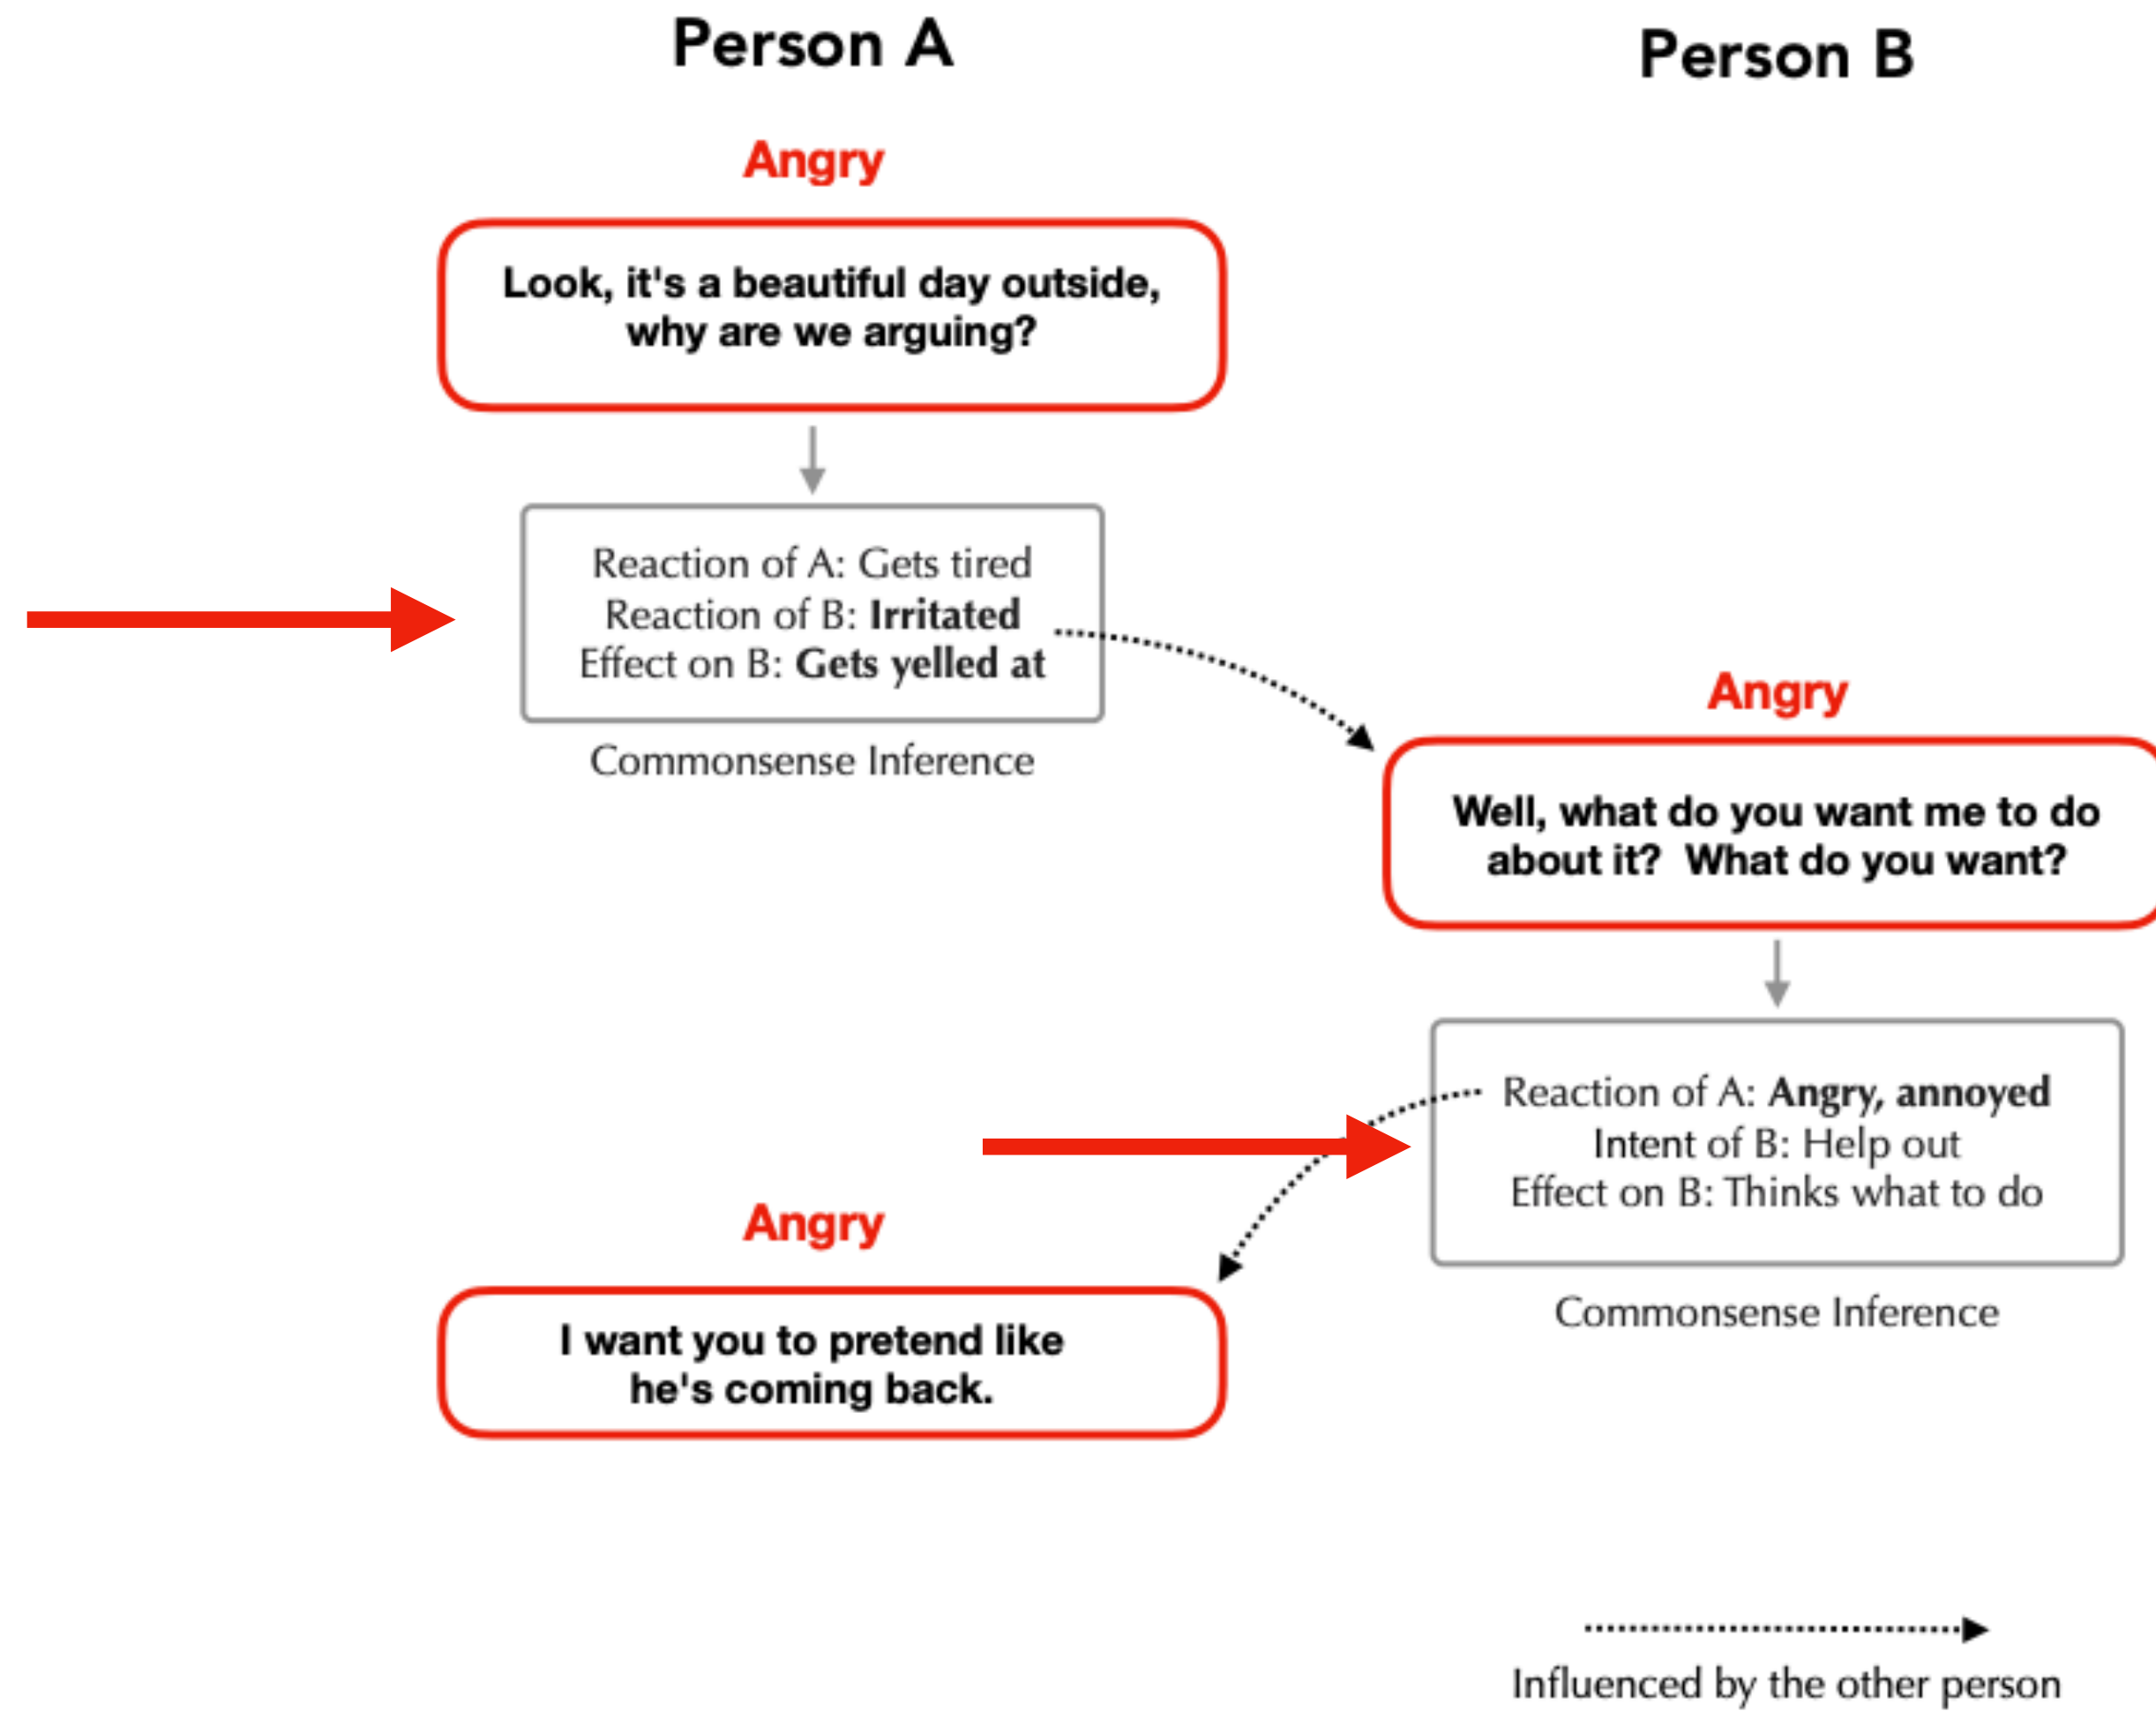 Person A
Person B
Angry
Look, it's a beautiful day outside,
why are we arguing?
Reaction of A: Gets tired
Reaction of B: Irritated
Effect on B: Gets yelled at
Commonsense Inference
Angry
Well, what do you want me to do
about it?  What do you want?
Reaction of A: Angry, annoyed
Intent of B: Help out
Effect on B: Thinks what to do
Commonsense Inference
Angry
I want you to pretend like
he's coming back.
Influenced by the other person